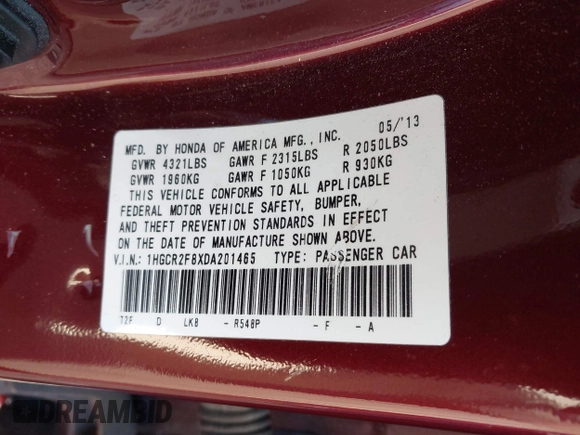 MFD. BY HONDA OF AMERICA MFG., INC. 05/'13
GVWR 4321LBS GAWR F 2315LBS R 2050LBS
GVWR 1960KG GAWR F 1050KG R 930KG
THIS VEHICLE CONFORMS TO ALL APPLICABLE
FEDERAL MOTOR VEHICLE SAFETY, BUMPER,
AND THEFT PREVENTION STANDARDS IN EFFECT
ON THE DATE OF MANUFACTURE SHOWN ABOVE.
V.I.N.: 1HGCR2F8XDA201465 TYPE: PASSENGER CAR
T2F D LKB - R548P - F - A
DREAMBID